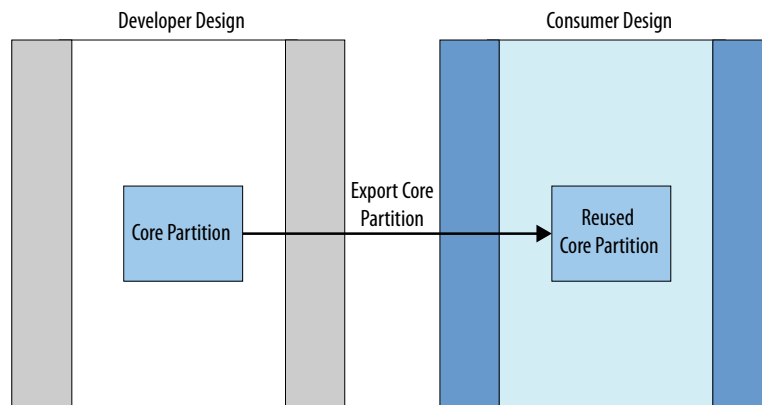 Developer Design
Consumer Design
Core Partition
Export Core
Partition
Reused
Core Partition